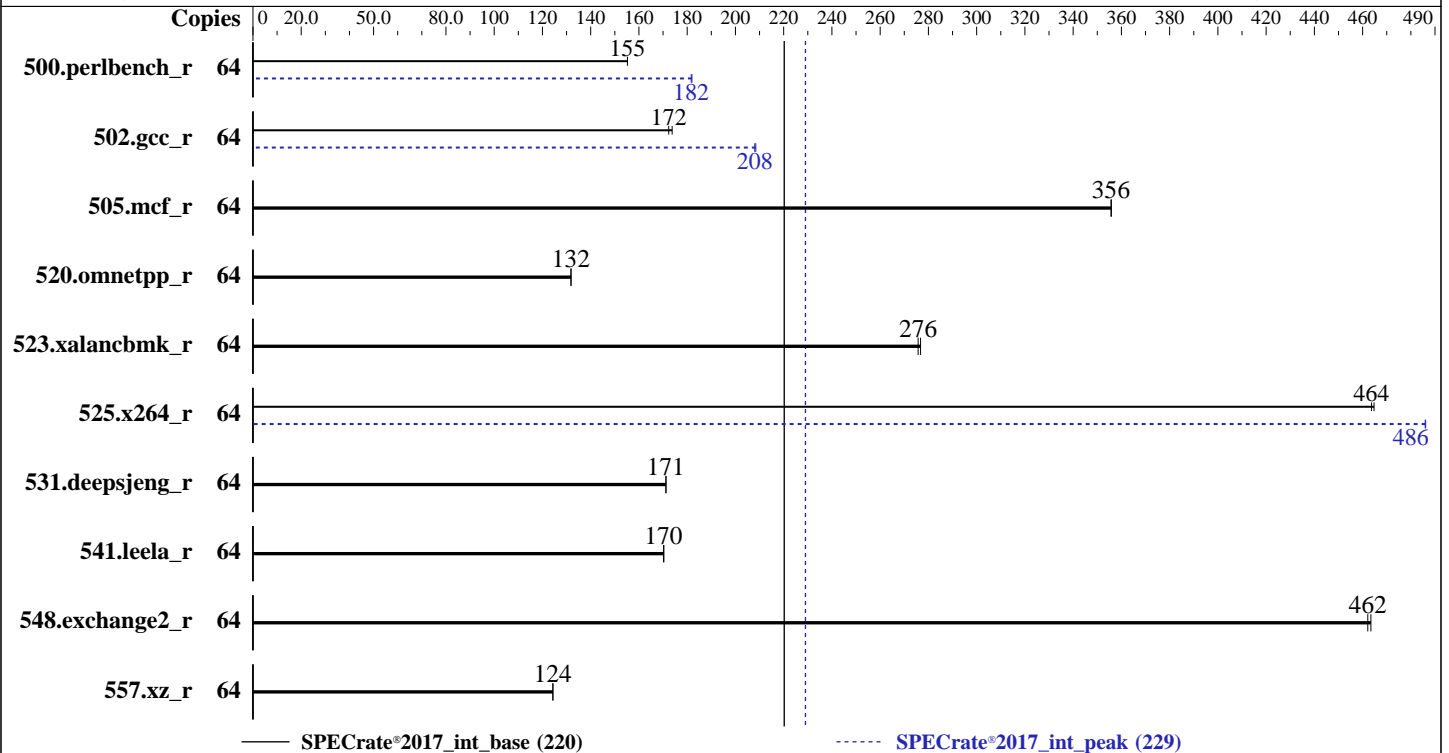 Copies 0 20.0 50.0 80.0 100 120 140 160 180 200 220 240 260 280 300 320 340 360 380 400 420 440 460 490
500.perlbench_r 64 155
182
502.gcc_r 64 172
208
505.mcf_r 64 356
520.omnetpp_r 64 132
523.xalancbmk_r 64 276
525.x264_r 64 464
486
531.deepsjeng_r 64 171
541.leela_r 64 170
548.exchange2_r 64 462
557.xz_r 64 124
SPECrate®2017_int_base (220) SPECrate®2017_int_peak (229)